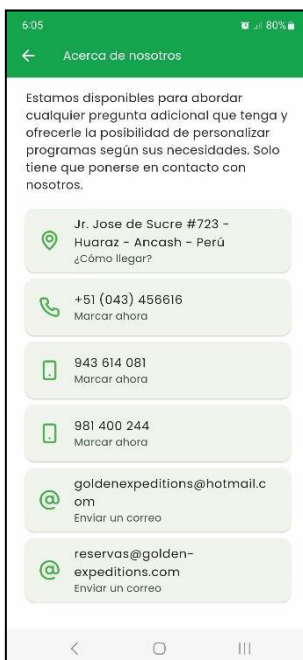 6:05
80%
Acerca de nosotros
Estamos disponibles para abordar
cualquier pregunta adicional que tenga y
ofrecerle la posibilidad de personalizar
programas según sus necesidades. Solo
tiene que ponerse en contacto con
nosotros.
Jr. Jose de Sucre #723 -
Huaraz - Ancash - Perú
¿Cómo llegar?
+51 (043) 456616
Marcar ahora
943 614 081
Marcar ahora
981 400 244
Marcar ahora
goldenexpeditions@hotmail.c
om
Enviar un correo
reservas@golden-
expeditions.com
Enviar un correo